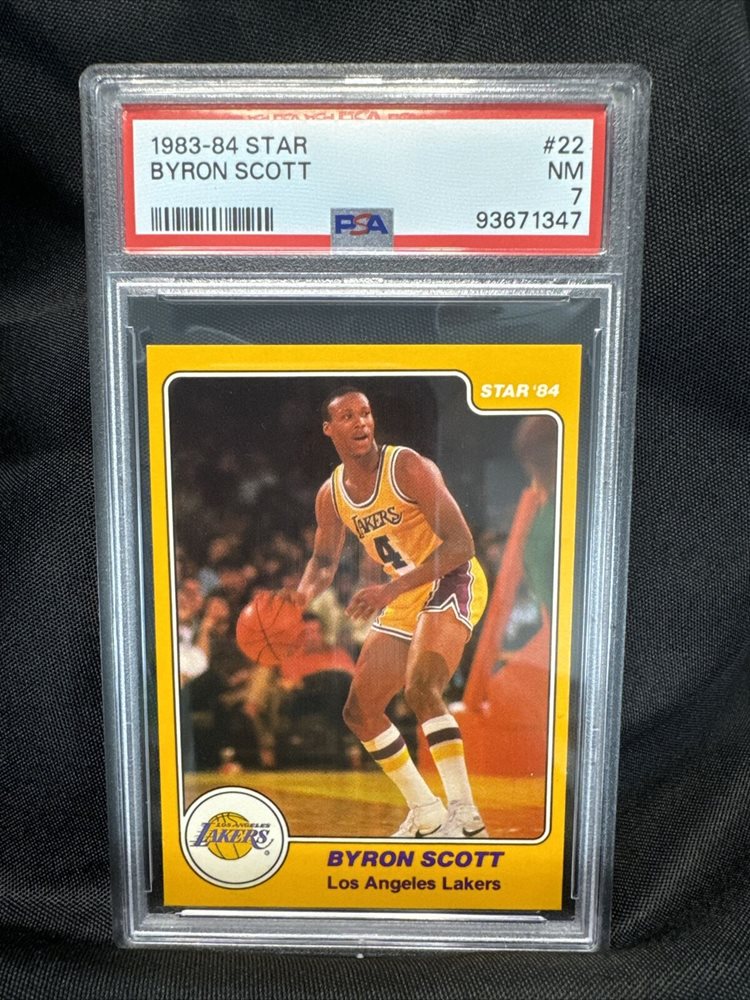 1983-84 STAR #22
BYRON SCOTT NM
7
PSA 93671347
STAR '84
LAKERS
4
LOS ANGELES
LAKERS
®
BYRON SCOTT
Los Angeles Lakers